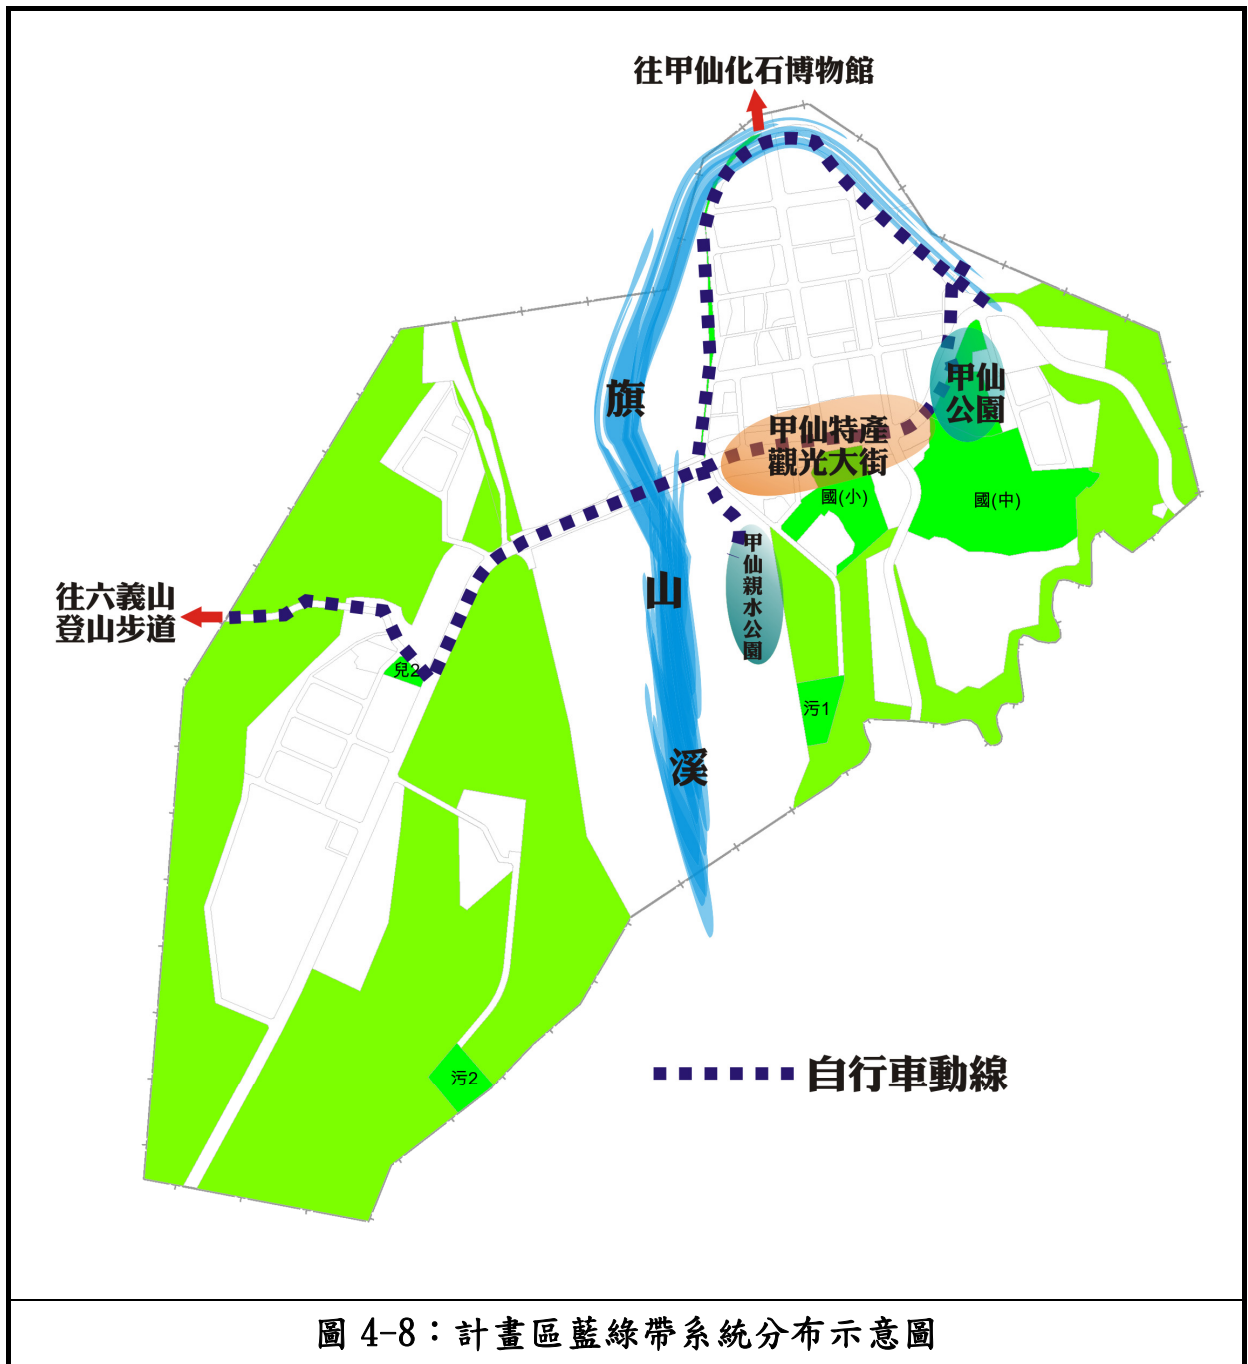 往甲仙化石博物館
旗
山
溪
甲仙
公園
甲仙特產
觀光大街
國(小)
國(中)
甲仙親水公園
往六義山
登山步道
兒2
污1
污2
自行車動線
圖 4-8：計畫區藍綠帶系統分布示意圖